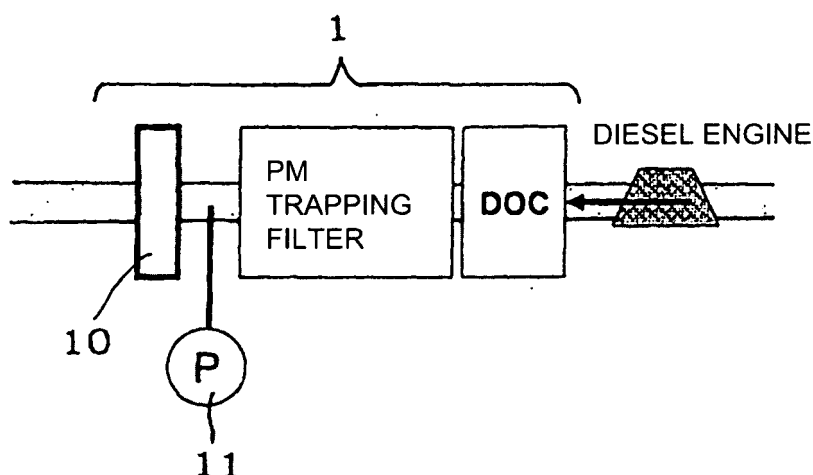 1
DIESEL ENGINE
PM
TRAPPING
FILTER
DOC
10
P
11